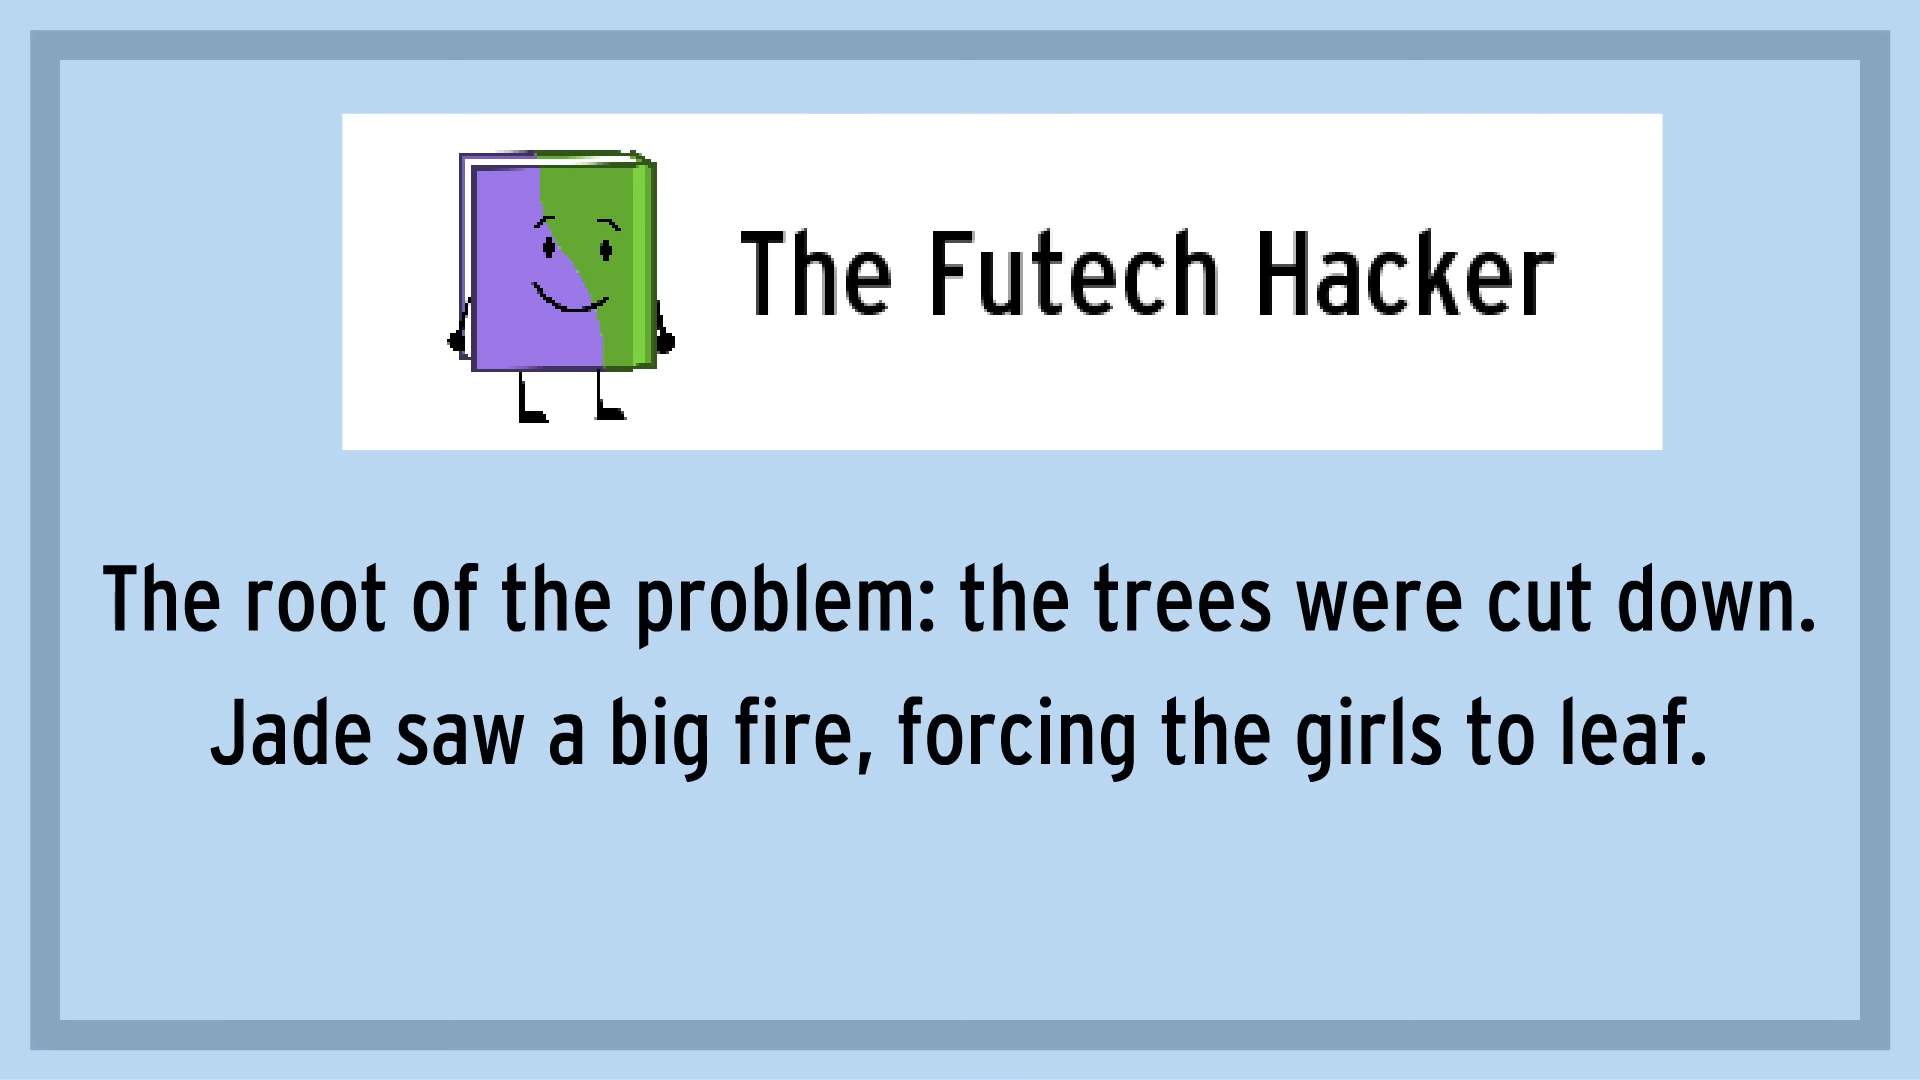 The Futech Hacker
The root of the problem: the trees were cut down.
Jade saw a big fire, forcing the girls to leaf.